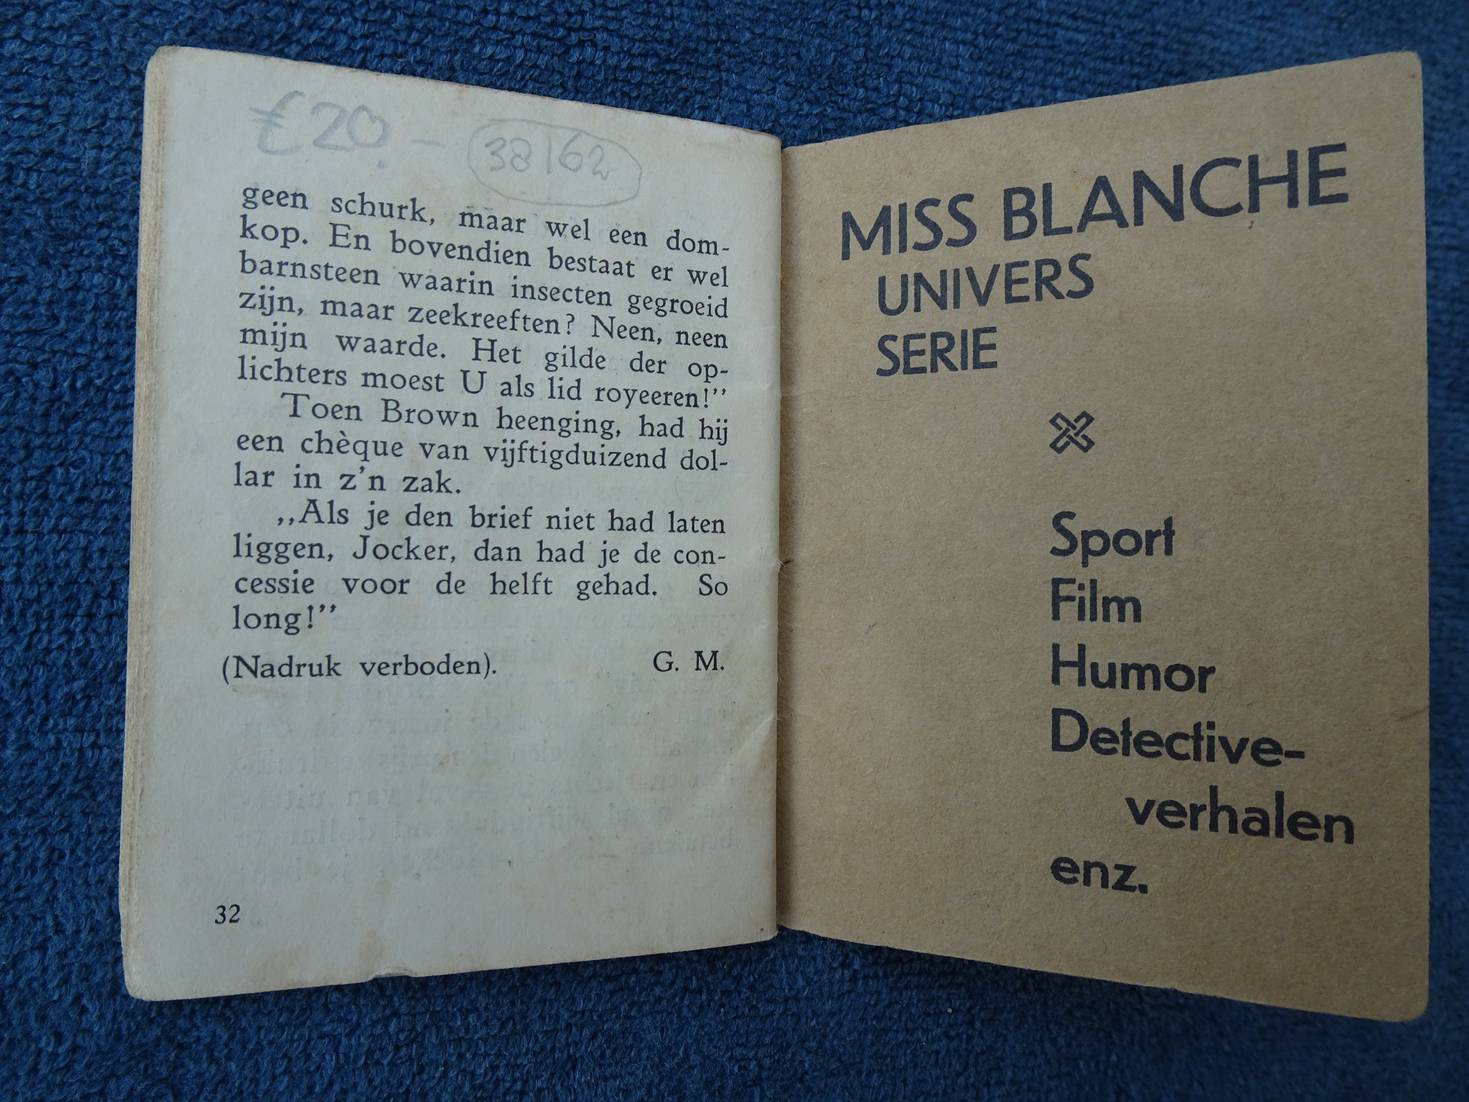 € 20.- 38/62
geen schurk, maar wel een dom-
kop. En bovendien bestaat er wel
barnsteen waarin insecten gegroeid
zijn, maar zeekreeften? Neen, neen
mijn waarde. Het gilde der op-
lichters moest U als lid royeeren!”
Toen Brown heenging, had hij
een chèque van vijftigduizend dol-
lar in z'n zak.
,,Als je den brief niet had laten
liggen, Jocker, dan had je de con-
cessie voor de helft gehad. So
long!”
(Nadruk verboden). G. M.
32
MISS BLANCHE
UNIVERS
SERIE
Sport
Film
Humor
Detective-
verhalen
enz.